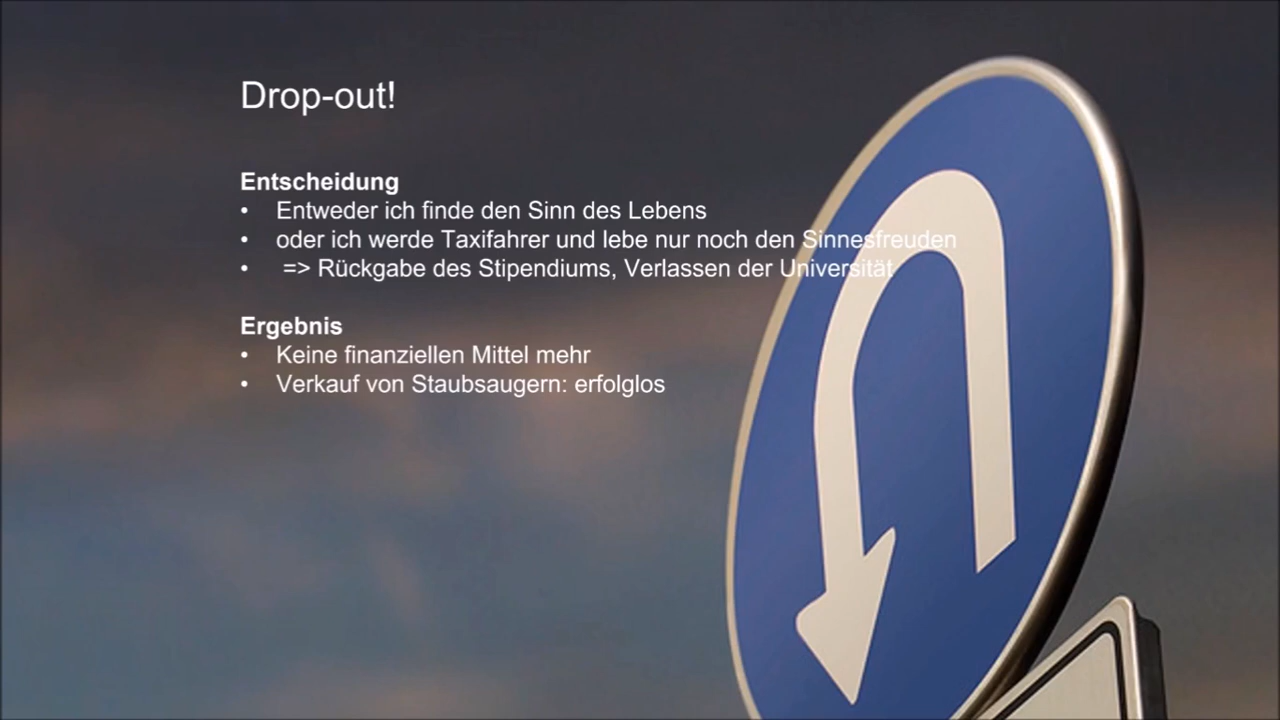 Drop-out!
Entscheidung
• Entweder ich finde den Sinn des Lebens
• oder ich werde Taxifahrer und lebe nur noch den Sinnesfreuden
• => Rückgabe des Stipendiums, Verlassen der Universität
Ergebnis
• Keine finanziellen Mittel mehr
• Verkauf von Staubsaugern: erfolglos